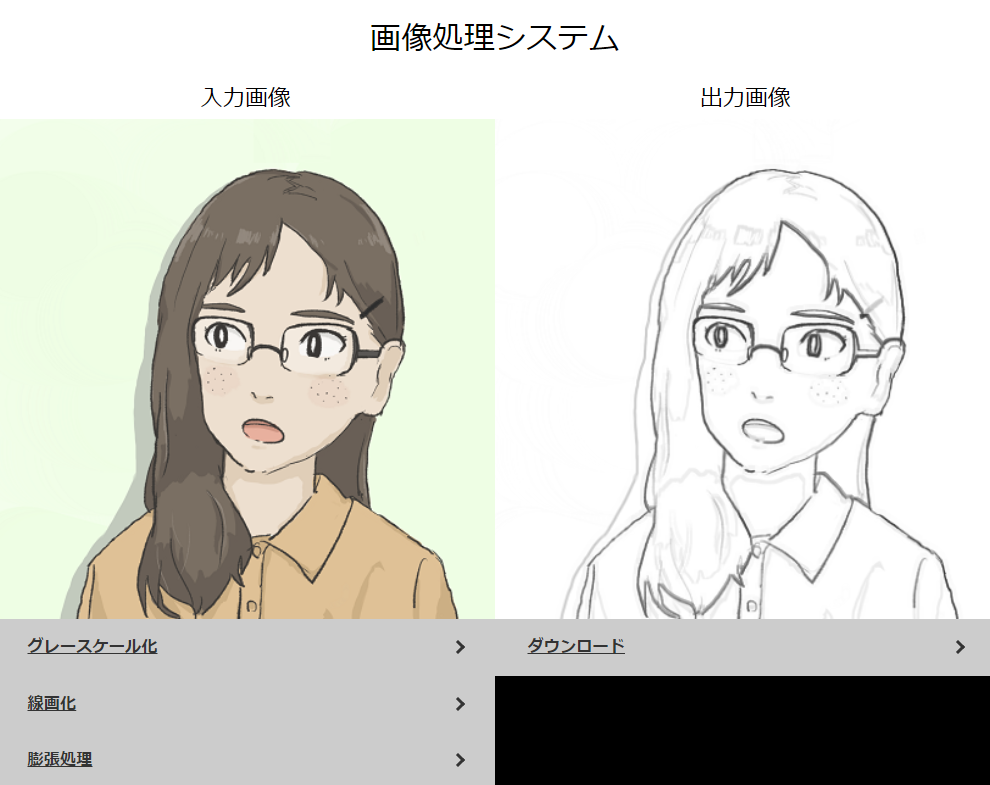 画像処理システム
入力画像
出力画像
グレースケール化
ダウンロード
線画化
膨張処理